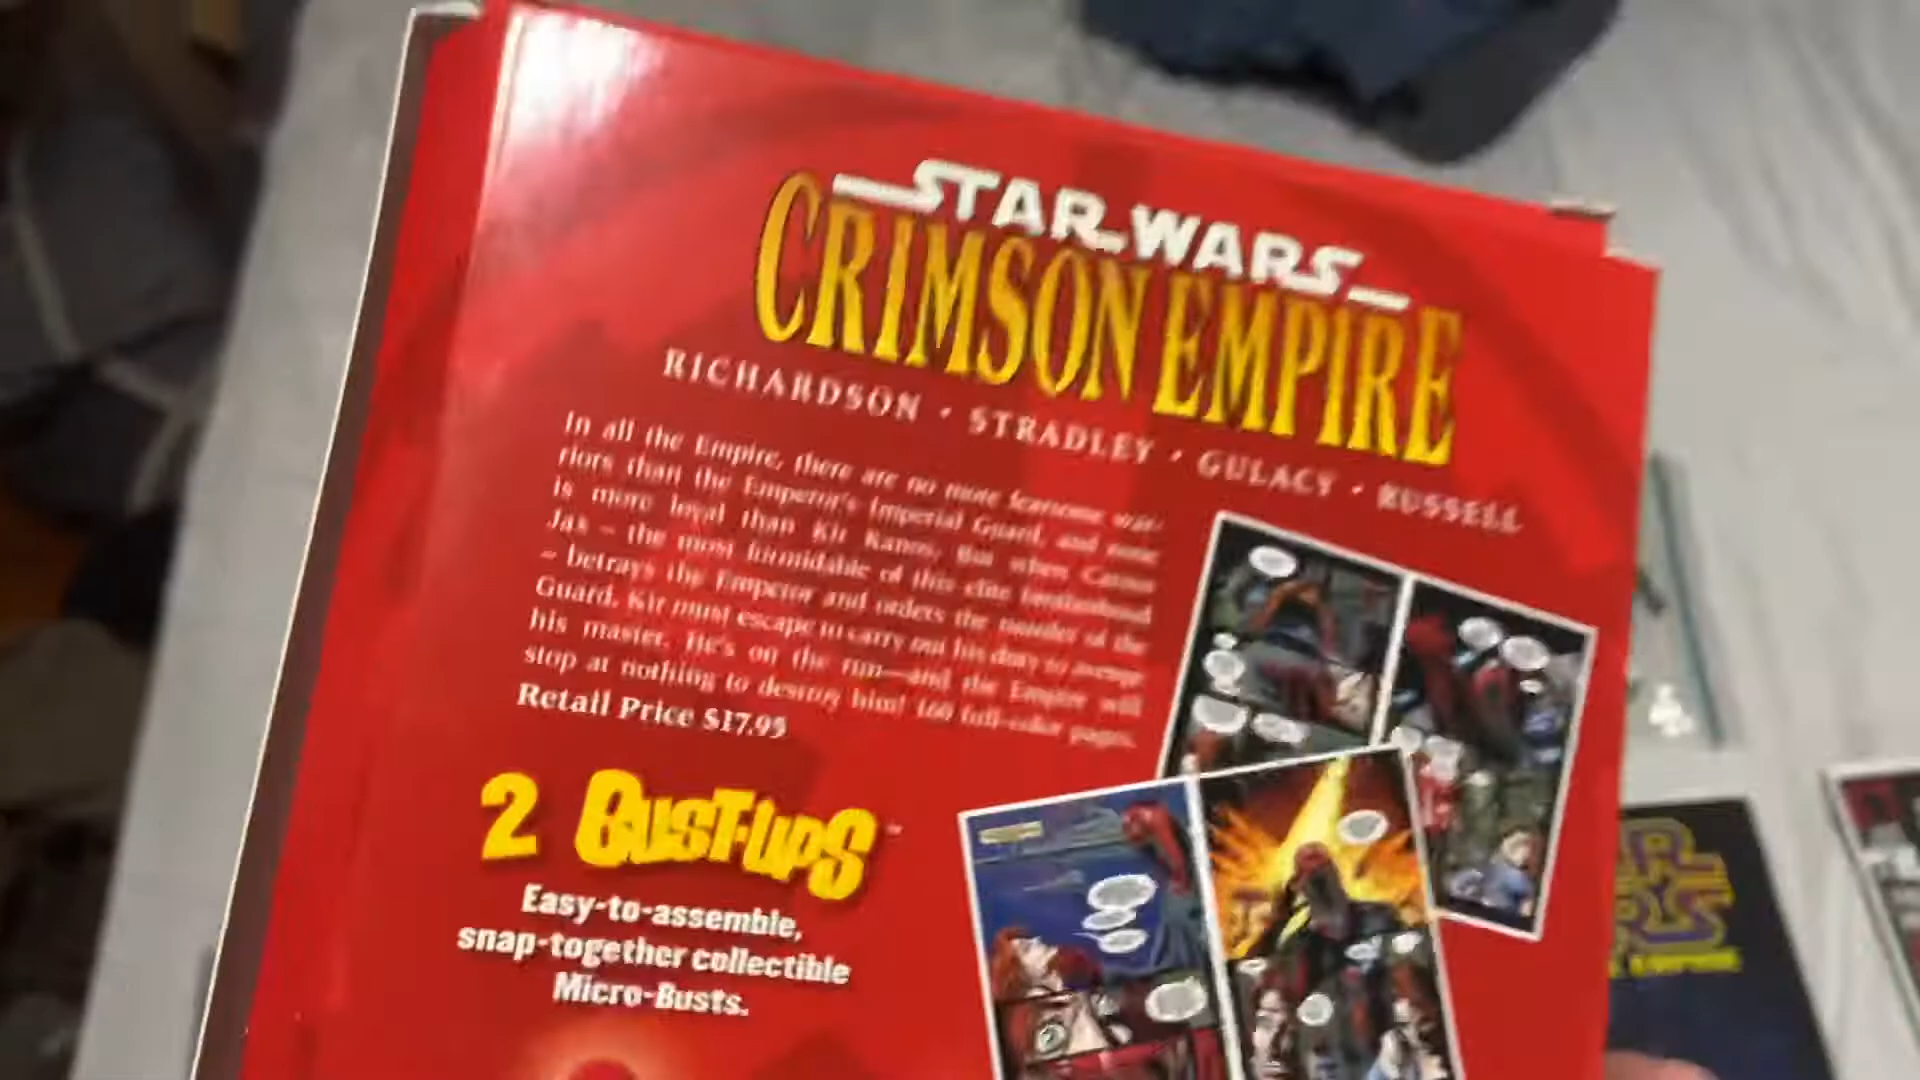 STAR WARS
CRIMSON EMPIRE
RICHARDSON • STRADLEY • GULACY • RUSSELL
In all the Empire, there are no more fearsome war-
riors than the Emperor's Imperial Guard, and none
is more loyal than Kir Kanos. But when Carnor
Jax – the most formidable of this elite brotherhood
– betrays the Emperor and orders the murder of the
Guard, Kir must escape to carry out his duty to avenge
his master. He's on the run—and the Empire will
stop at nothing to destroy him! 160 full-color pages.
Retail Price $17.95
2 BUST-UPS
Easy-to-assemble,
snap-together collectible
Micro-Busts.
EMPIRE